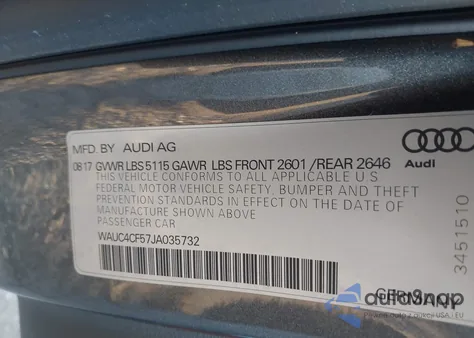 MFD. BY AUDI AG
08 17 GVWR LBS 5115 GAWR LBS FRONT 2601 / REAR 2646
THIS VEHICLE CONFORMS TO ALL APPLICABLE U.S
FEDERAL MOTOR VEHICLE SAFETY, BUMPER AND THEFT
PREVENTION STANDARDS IN EFFECT ON THE DATE OF
MANUFACTURE SHOWN ABOVE
PASSENGER CAR
WAUC4CF57JA035732
Audi
3451510
autosnap